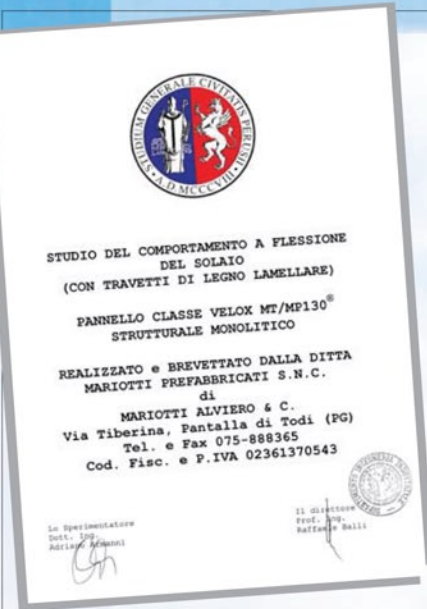 STUDIUM GENERALE CIVITATIS PERUSII
A.D. MCCCVIII
STUDIO DEL COMPORTAMENTO A FLESSIONE
DEL SOLAIO
(CON TRAVETTI DI LEGNO LAMELLARE)
PANNELLO CLASSE VELOX MT/MP130®
STRUTTURALE MONOLITICO
REALIZZATO e BREVETTATO DALLA DITTA
MARIOTTI PREFABBRICATI S.N.C.
di
MARIOTTI ALVIERO & C.
Via Tiberina, Pantalla di Todi (PG)
Tel. e Fax 075-888365
Cod. Fisc. e P.IVA 02361370543
Lo Sperimentatore
Dott. Ing.
Adriano
Il direttore
Prof. Ing.
Raffaele Balli